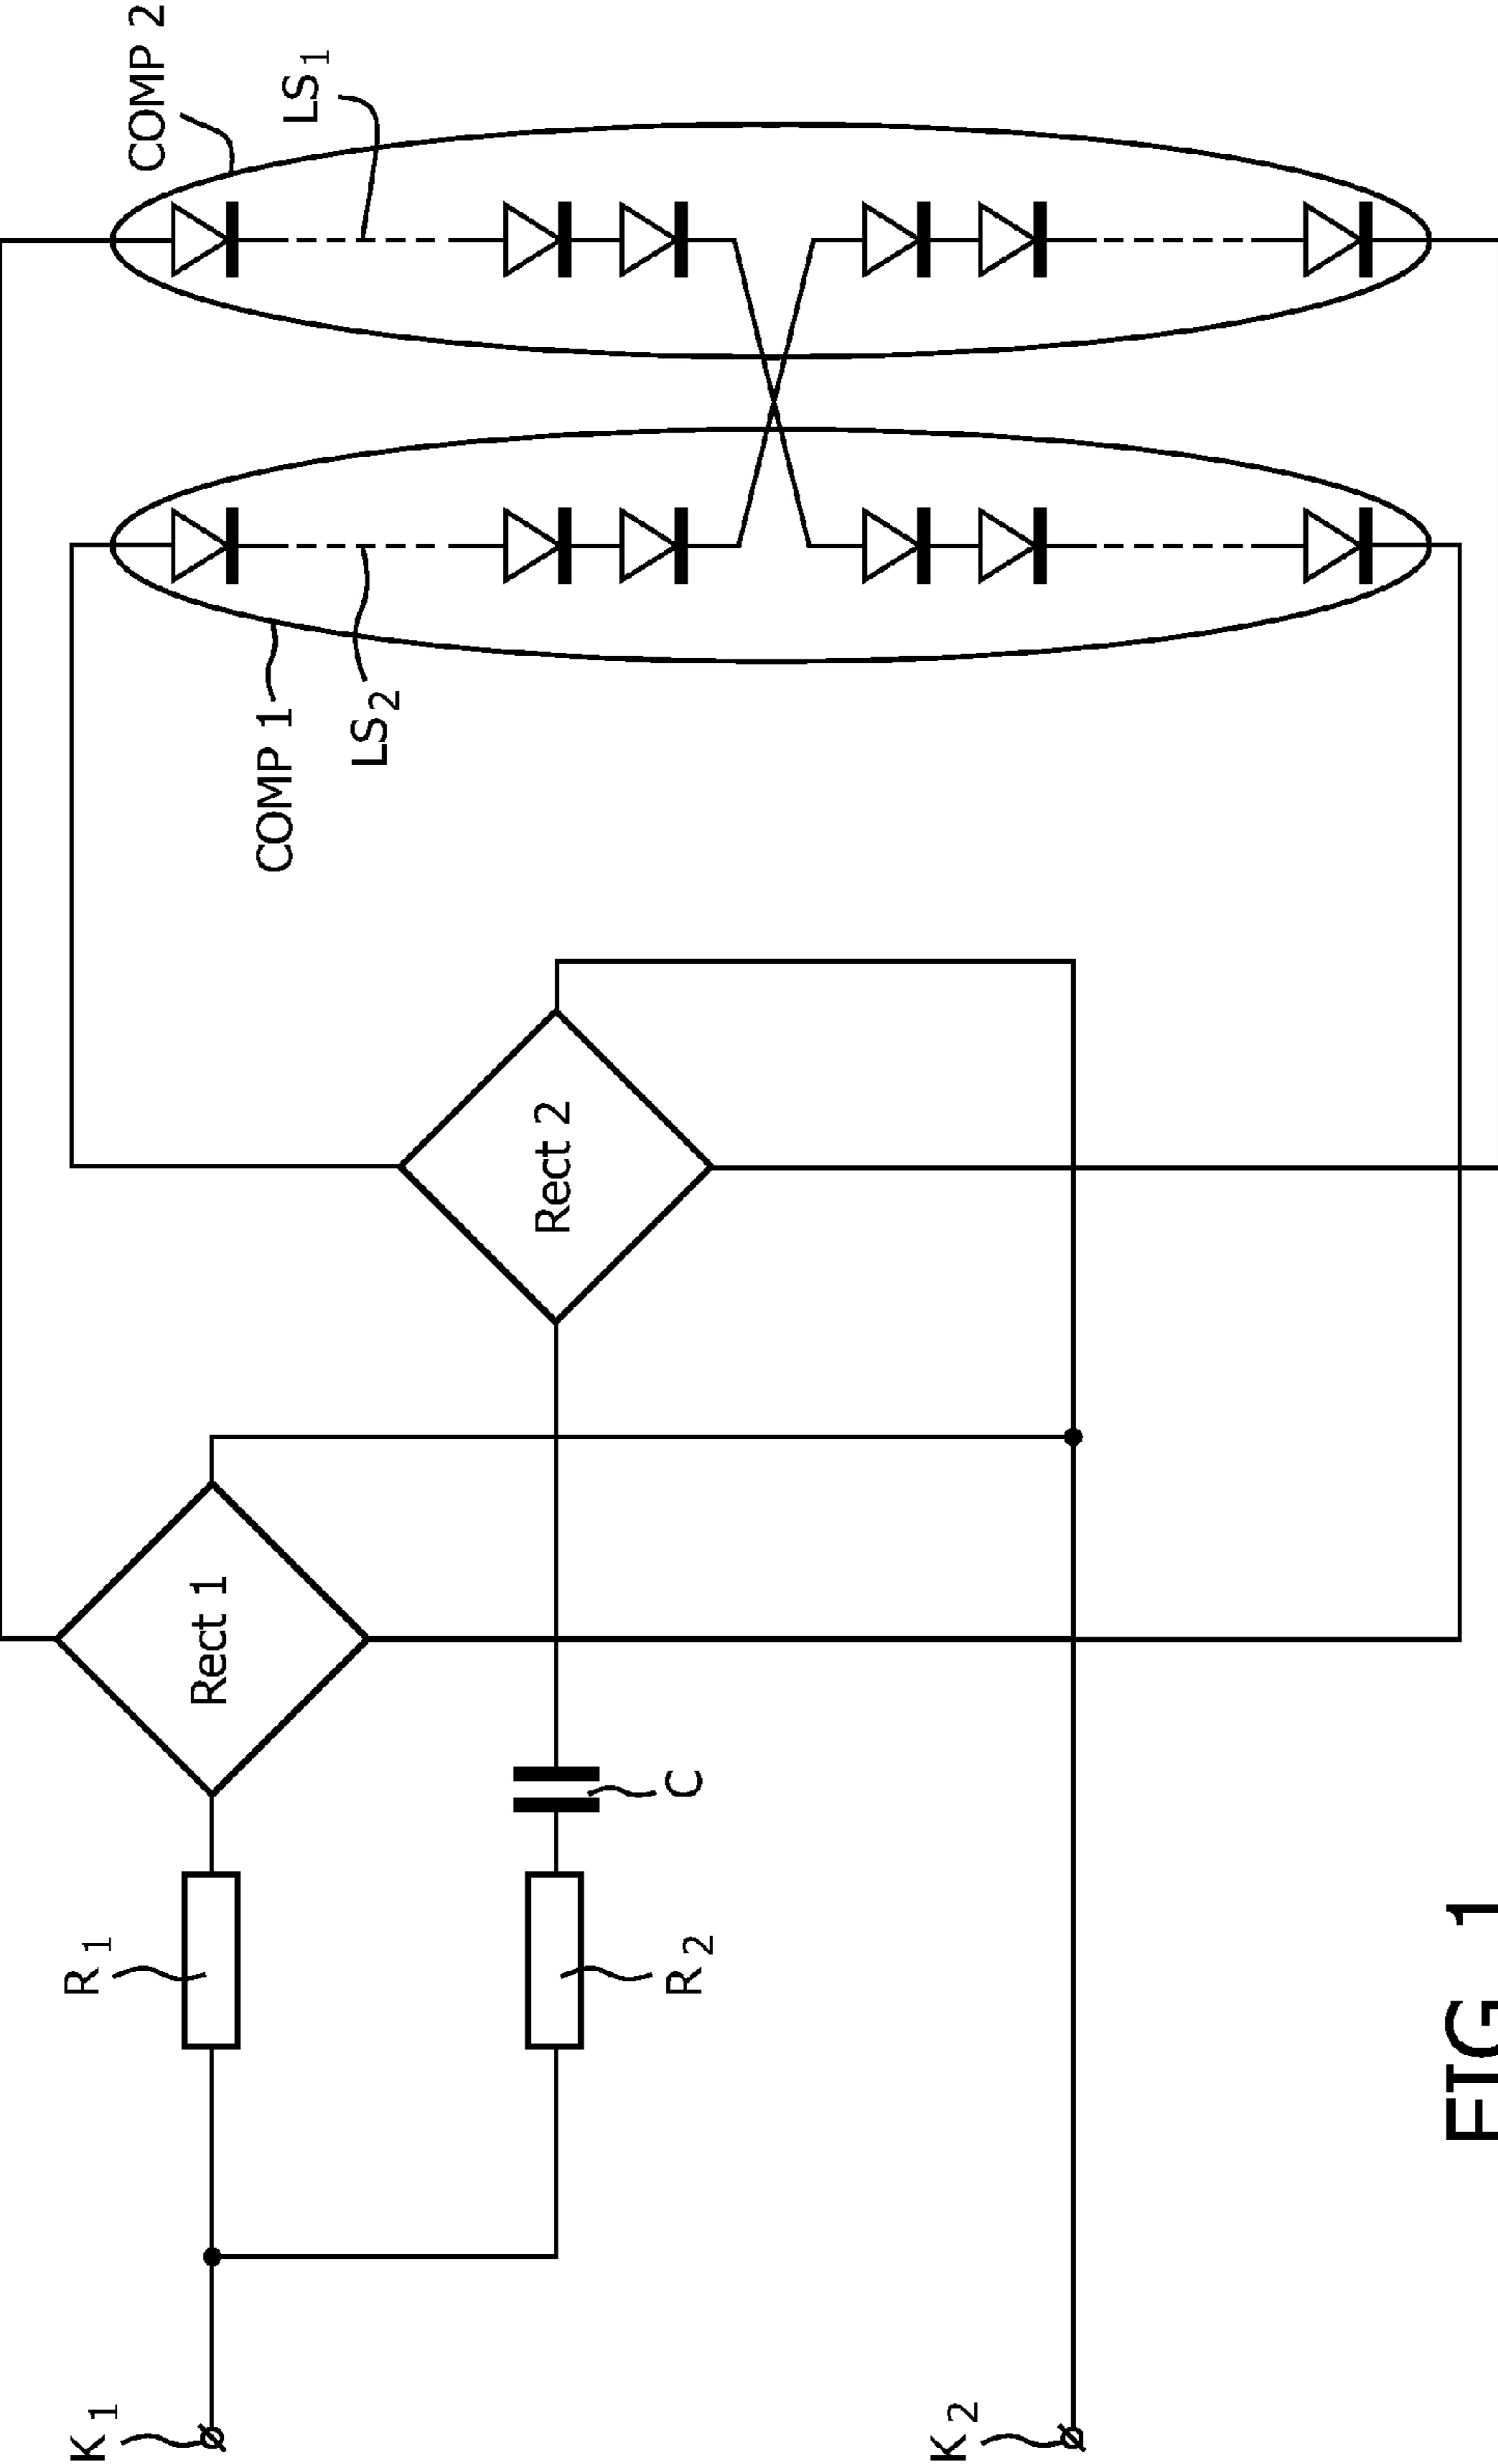 K1
R1
Rect 1
COMP 1
LS2
COMP 2
LS1
Rect 2
R2
C
K2
FIG. 1